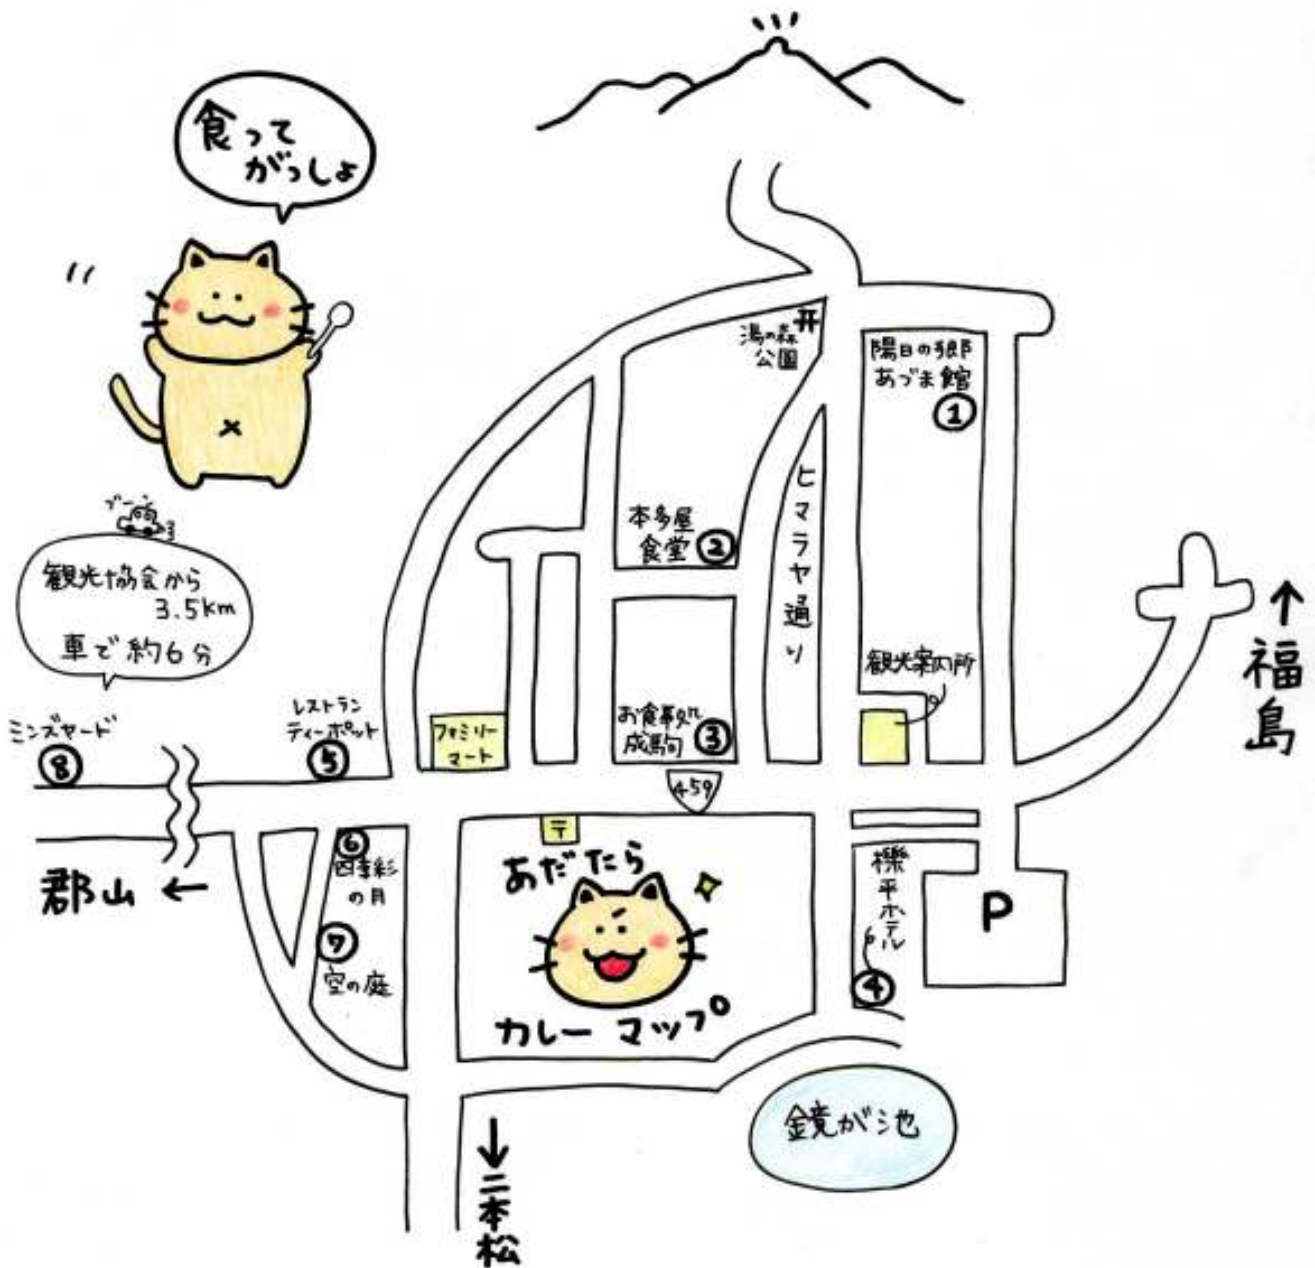 食って
がっしょ
湯の森
公園
陽日の郷
あづま館
①
本多屋
食堂 ②
ヒマラヤ通り
観光案内所
ブーン
観光協会から
3.5km
車で約6分
ミンズヤード
⑧
レストラン
ティーポット
⑤
ファミリー
マート
お食事処
成駒 ③
459
↑
福島
〒
⑥
四季彩
の月
⑦
空の庭
郡山 ←
あだたら
カレーマップ
櫟平ホテル
④
P
鏡が池
↓
二本松